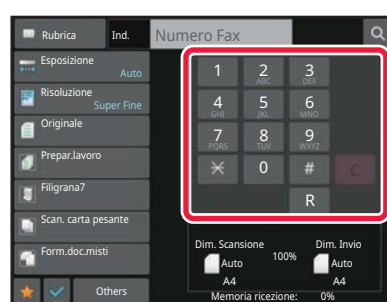 Rubrica Ind. Numero Fax
Esposizione
Auto
Risoluzione
Super Fine
Originale
Prepar.lavoro
Filigrana7
Scan. carta pesante
Form.doc.misti
Others
1 2 3
ABC DEF
4 5 6
GHI JKL MNO
7 8 9
PQRS TUV WXYZ
0 # C
R
Dim. Scansione Dim. Invio
Auto 100% Auto
A4 A4
Memoria ricezione: 0%